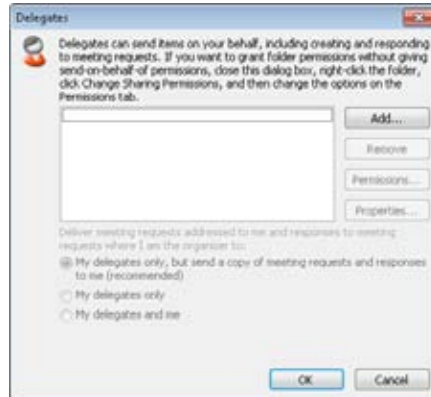 Delegates
Delegates can send items on your behalf, including creating and responding
to meeting requests. If you want to grant folder permissions without giving
send-on-behalf-of permissions, close this dialog box, right-click the folder,
click Change Sharing Permissions, and then change the options on the
Permissions tab.
Add...
Remove
Permissions...
Properties...
Deliver meeting requests addressed to me and responses to meeting
requests where I am the organiser to:
My delegates only, but send a copy of meeting requests and responses
to me (recommended)
My delegates only
My delegates and me
OK
Cancel